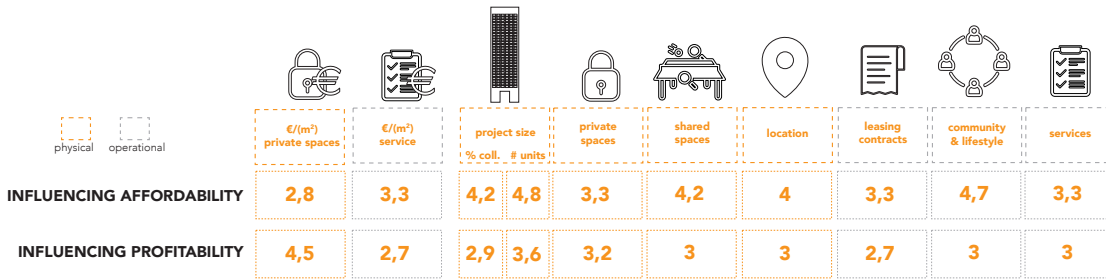 €/(m²)
private spaces
€/(m²)
service
project size
% coll. # units
private
spaces
shared
spaces
location
leasing
contracts
community
& lifestyle
services
physical operational
INFLUENCING AFFORDABILITY 2,8 3,3 4,2 4,8 3,3 4,2 4 3,3 4,7 3,3
INFLUENCING PROFITABILITY 4,5 2,7 2,9 3,6 3,2 3 3 2,7 3 3